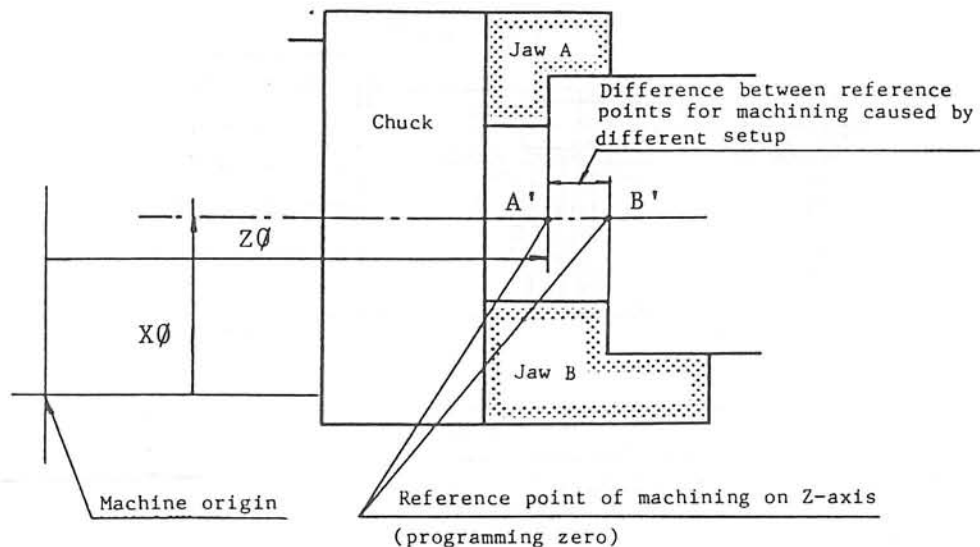 Jaw A
Difference between reference
points for machining caused by
different setup
Chuck
A'
B'
ZØ
XØ
Jaw B
Machine origin
Reference point of machining on Z-axis
(programming zero)